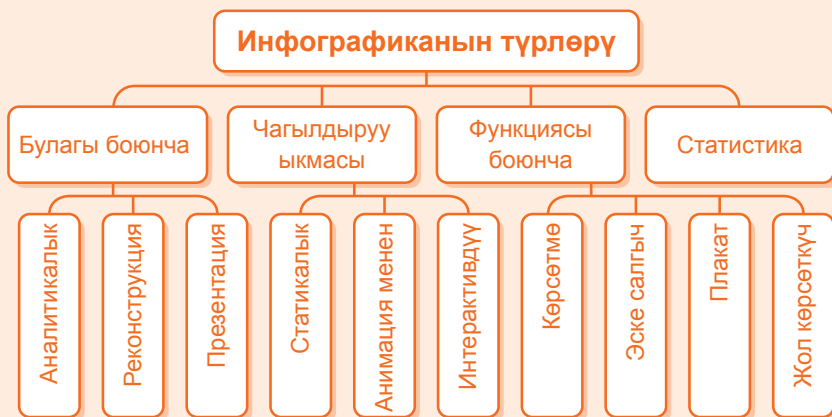 Инфографиканын түрлөрү
Булагы боюнча
Чагылдыруу
ыкмасы
Функциясы
боюнча
Статистика
Аналитикалык
Реконструкция
Презентация
Статикалык
Анимация менен
Интерактивдүү
Көрсөтмө
Эске салгыч
Плакат
Жол көрсөткүч